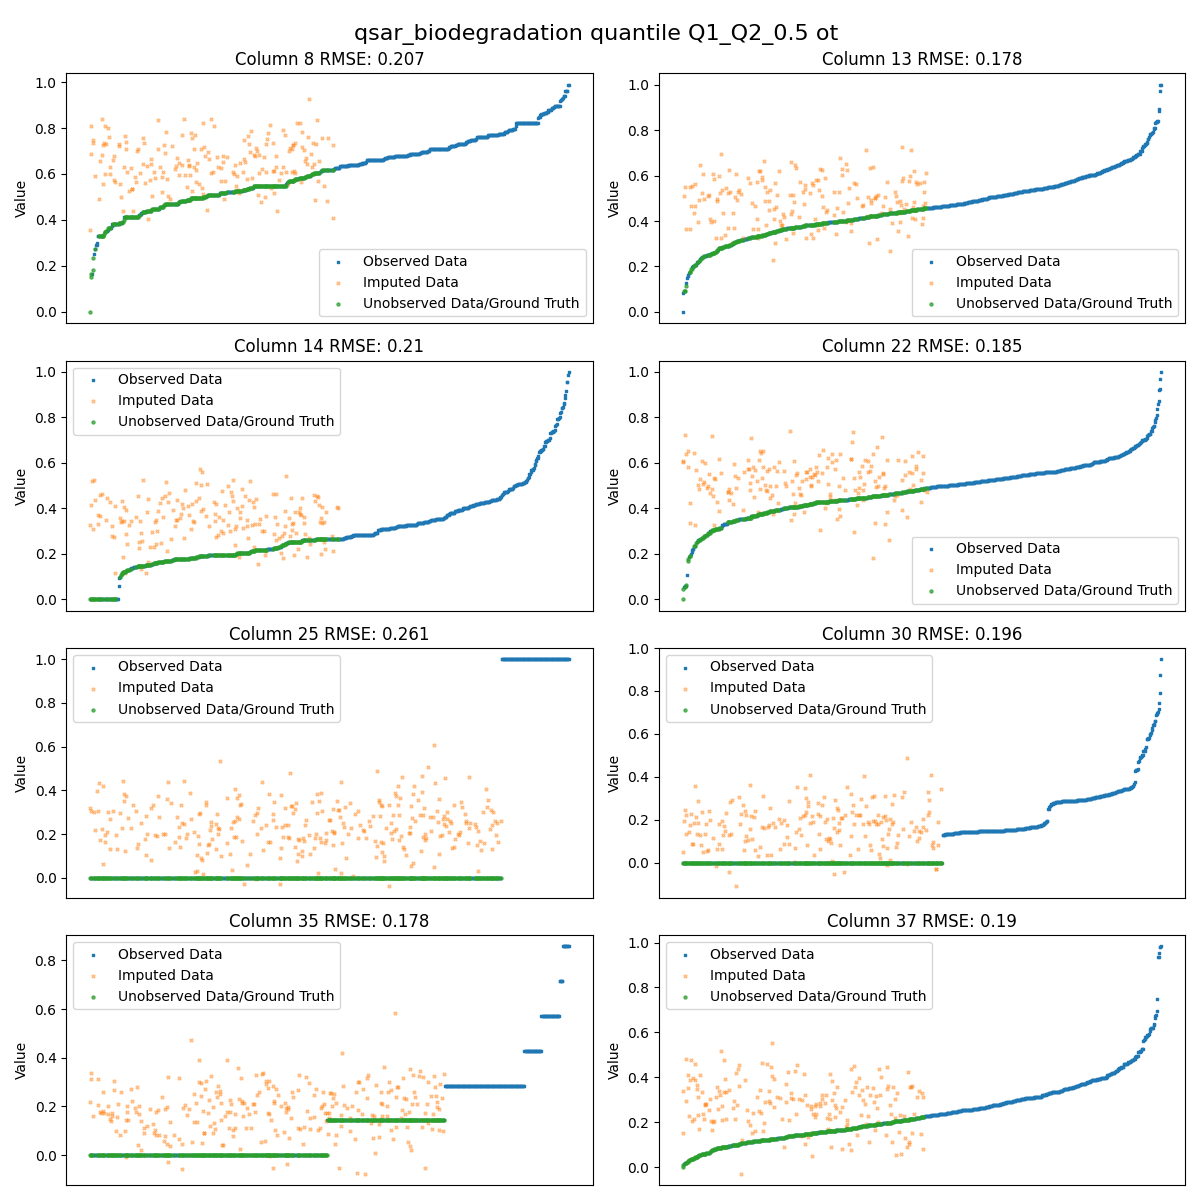 qsar_biodegradation quantile Q1_Q2_0.5 ot
Column 8 RMSE: 0.207
1.0
0.8
0.6
0.4
0.2
0.0
Value
Observed Data
Imputed Data
Unobserved Data/Ground Truth
Column 13 RMSE: 0.178
1.0
0.8
0.6
0.4
0.2
0.0
Value
Observed Data
Imputed Data
Unobserved Data/Ground Truth
Column 14 RMSE: 0.21
1.0
0.8
0.6
0.4
0.2
0.0
Value
Observed Data
Imputed Data
Unobserved Data/Ground Truth
Column 22 RMSE: 0.185
1.0
0.8
0.6
0.4
0.2
0.0
Value
Observed Data
Imputed Data
Unobserved Data/Ground Truth
Column 25 RMSE: 0.261
1.0
0.8
0.6
0.4
0.2
0.0
Value
Observed Data
Imputed Data
Unobserved Data/Ground Truth
Column 30 RMSE: 0.196
1.0
0.8
0.6
0.4
0.2
0.0
Value
Observed Data
Imputed Data
Unobserved Data/Ground Truth
Column 35 RMSE: 0.178
0.8
0.6
0.4
0.2
0.0
Value
Observed Data
Imputed Data
Unobserved Data/Ground Truth
Column 37 RMSE: 0.19
1.0
0.8
0.6
0.4
0.2
0.0
Value
Observed Data
Imputed Data
Unobserved Data/Ground Truth